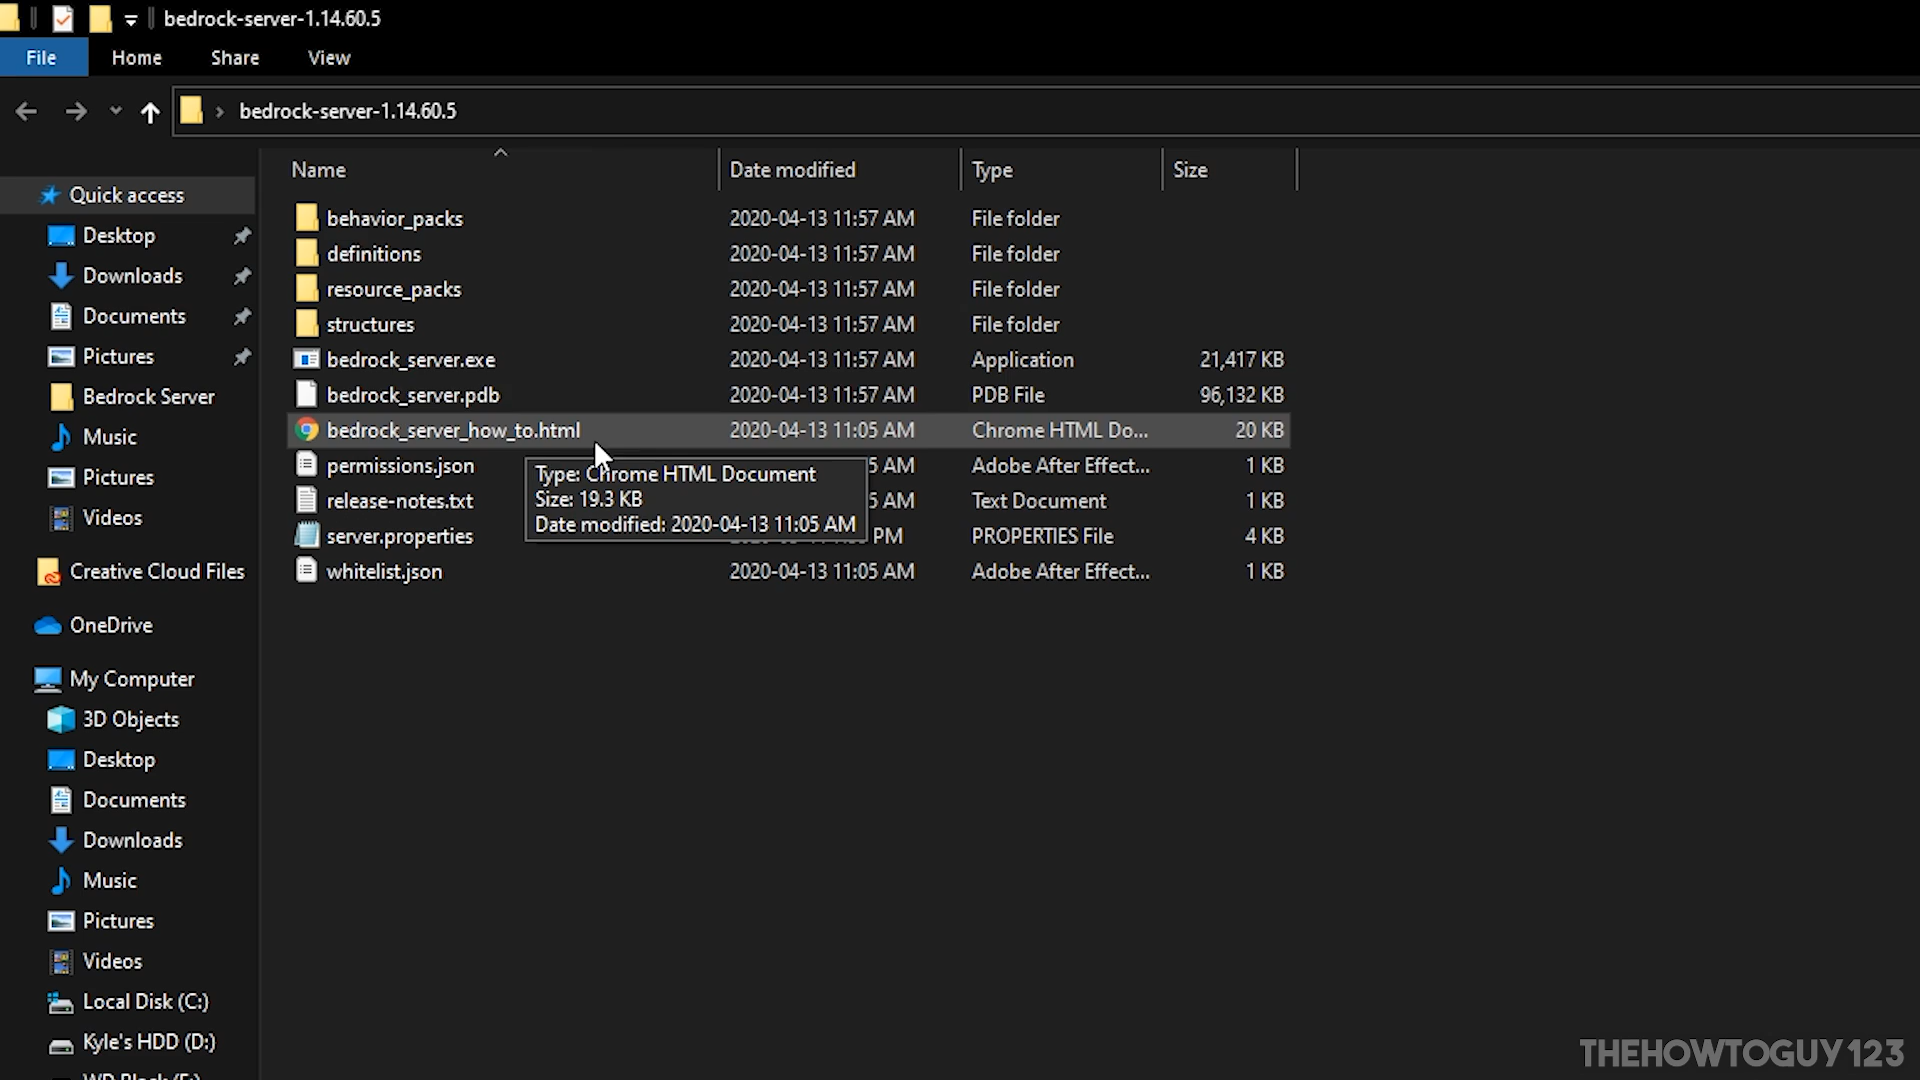 bedrock-server-1.14.60.5
File Home Share View
bedrock-server-1.14.60.5
Name Date modified Type Size
Quick access
Desktop
Downloads
Documents
Pictures
Bedrock Server
Music
Pictures
Videos
Creative Cloud Files
OneDrive
My Computer
3D Objects
Desktop
Documents
Downloads
Music
Pictures
Videos
Local Disk (C:)
Kyle's HDD (D:)
behavior_packs 2020-04-13 11:57 AM File folder
definitions 2020-04-13 11:57 AM File folder
resource_packs 2020-04-13 11:57 AM File folder
structures 2020-04-13 11:57 AM File folder
bedrock_server.exe 2020-04-13 11:57 AM Application 21,417 KB
bedrock_server.pdb 2020-04-13 11:57 AM PDB File 96,132 KB
bedrock_server_how_to.html 2020-04-13 11:05 AM Chrome HTML Do... 20 KB
permissions.json 5 AM Adobe After Effect... 1 KB
release-notes.txt 5 AM Text Document 1 KB
server.properties PM PROPERTIES File 4 KB
whitelist.json 2020-04-13 11:05 AM Adobe After Effect... 1 KB
Type: Chrome HTML Document
Size: 19.3 KB
Date modified: 2020-04-13 11:05 AM
THEHOWTOGUY123